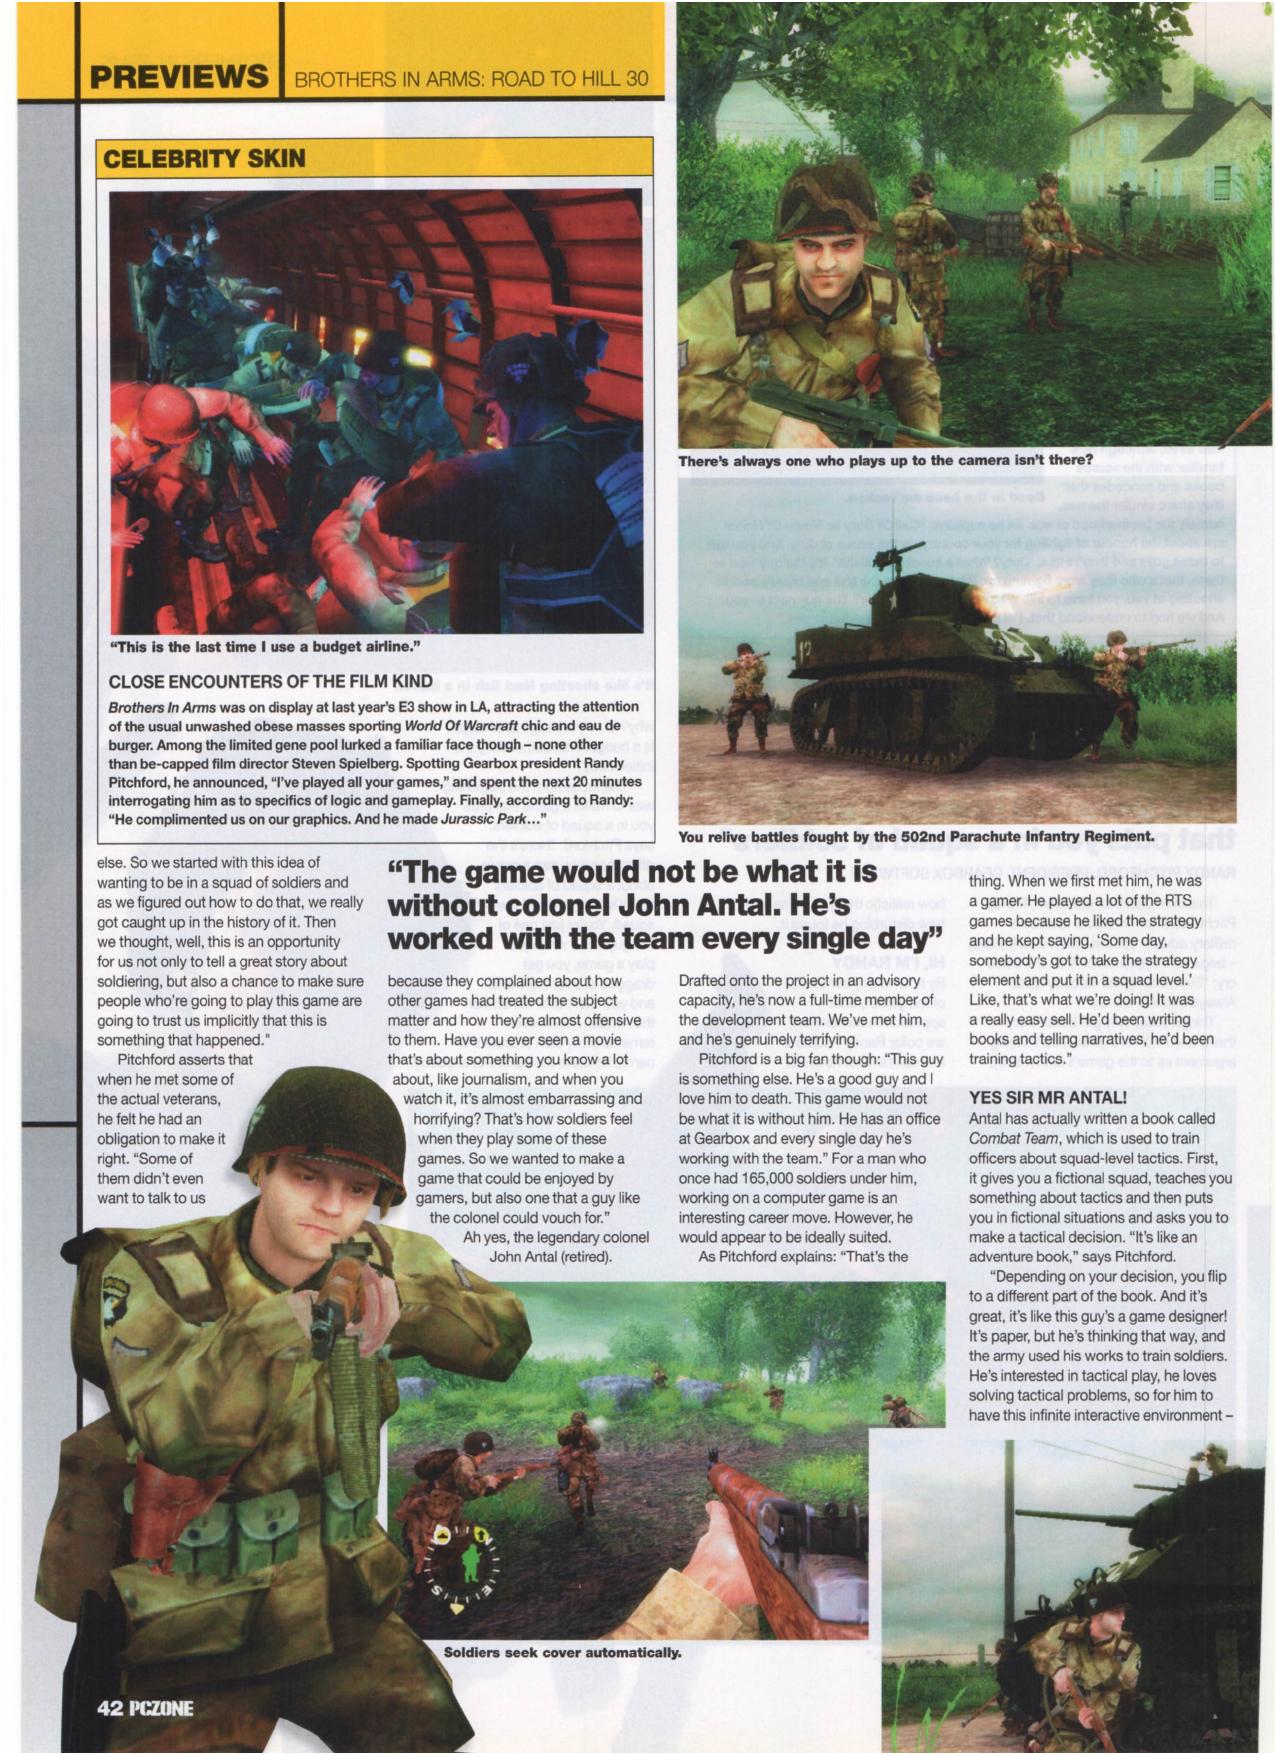 PREVIEWS
BROTHERS IN ARMS: ROAD TO HILL 30
CELEBRITY SKIN
"This is the last time I use a budget airline."
CLOSE ENCOUNTERS OF THE FILM KIND
Brothers In Arms was on display at last year's E3 show in LA, attracting the attention
of the usual unwashed obese masses sporting World Of Warcraft chic and eau de
burger. Among the limited gene pool lurked a familiar face though – none other
than be-capped film director Steven Spielberg. Spotting Gearbox president Randy
Pitchford, he announced, "I've played all your games," and spent the next 20 minutes
interrogating him as to specifics of logic and gameplay. Finally, according to Randy:
"He complimented us on our graphics. And he made Jurassic Park..."
There's always one who plays up to the camera isn't there?
12
You relive battles fought by the 502nd Parachute Infantry Regiment.
else. So we started with this idea of
wanting to be in a squad of soldiers and
as we figured out how to do that, we really
got caught up in the history of it. Then
we thought, well, this is an opportunity
for us not only to tell a great story about
soldiering, but also a chance to make sure
people who're going to play this game are
going to trust us implicitly that this is
something that happened."
Pitchford asserts that
when he met some of
the actual veterans,
he felt he had an
obligation to make it
right. "Some of
them didn't even
want to talk to us
"The game would not be what it is
without colonel John Antal. He's
worked with the team every single day"
because they complained about how
other games had treated the subject
matter and how they're almost offensive
to them. Have you ever seen a movie
that's about something you know a lot
about, like journalism, and when you
watch it, it's almost embarrassing and
horrifying? That's how soldiers feel
when they play some of these
games. So we wanted to make a
game that could be enjoyed by
gamers, but also one that a guy like
the colonel could vouch for."
Ah yes, the legendary colonel
John Antal (retired).
Drafted onto the project in an advisory
capacity, he's now a full-time member of
the development team. We've met him,
and he's genuinely terrifying.
Pitchford is a big fan though: "This guy
is something else. He's a good guy and I
love him to death. This game would not
be what it is without him. He has an office
at Gearbox and every single day he's
working with the team." For a man who
once had 165,000 soldiers under him,
working on a computer game is an
interesting career move. However, he
would appear to be ideally suited.
As Pitchford explains: "That's the
thing. When we first met him, he was
a gamer. He played a lot of the RTS
games because he liked the strategy
and he kept saying, 'Some day,
somebody's got to take the strategy
element and put it in a squad level.'
Like, that's what we're doing! It was
a really easy sell. He'd been writing
books and telling narratives, he'd been
training tactics."
YES SIR MR ANTAL!
Antal has actually written a book called
Combat Team, which is used to train
officers about squad-level tactics. First,
it gives you a fictional squad, teaches you
something about tactics and then puts
you in fictional situations and asks you to
make a tactical decision. "It's like an
adventure book," says Pitchford.
"Depending on your decision, you flip
to a different part of the book. And it's
great, it's like this guy's a game designer!
It's paper, but he's thinking that way, and
the army used his works to train soldiers.
He's interested in tactical play, he loves
solving tactical problems, so for him to
have this infinite interactive environment –
Soldiers seek cover automatically.
42 PCZONE